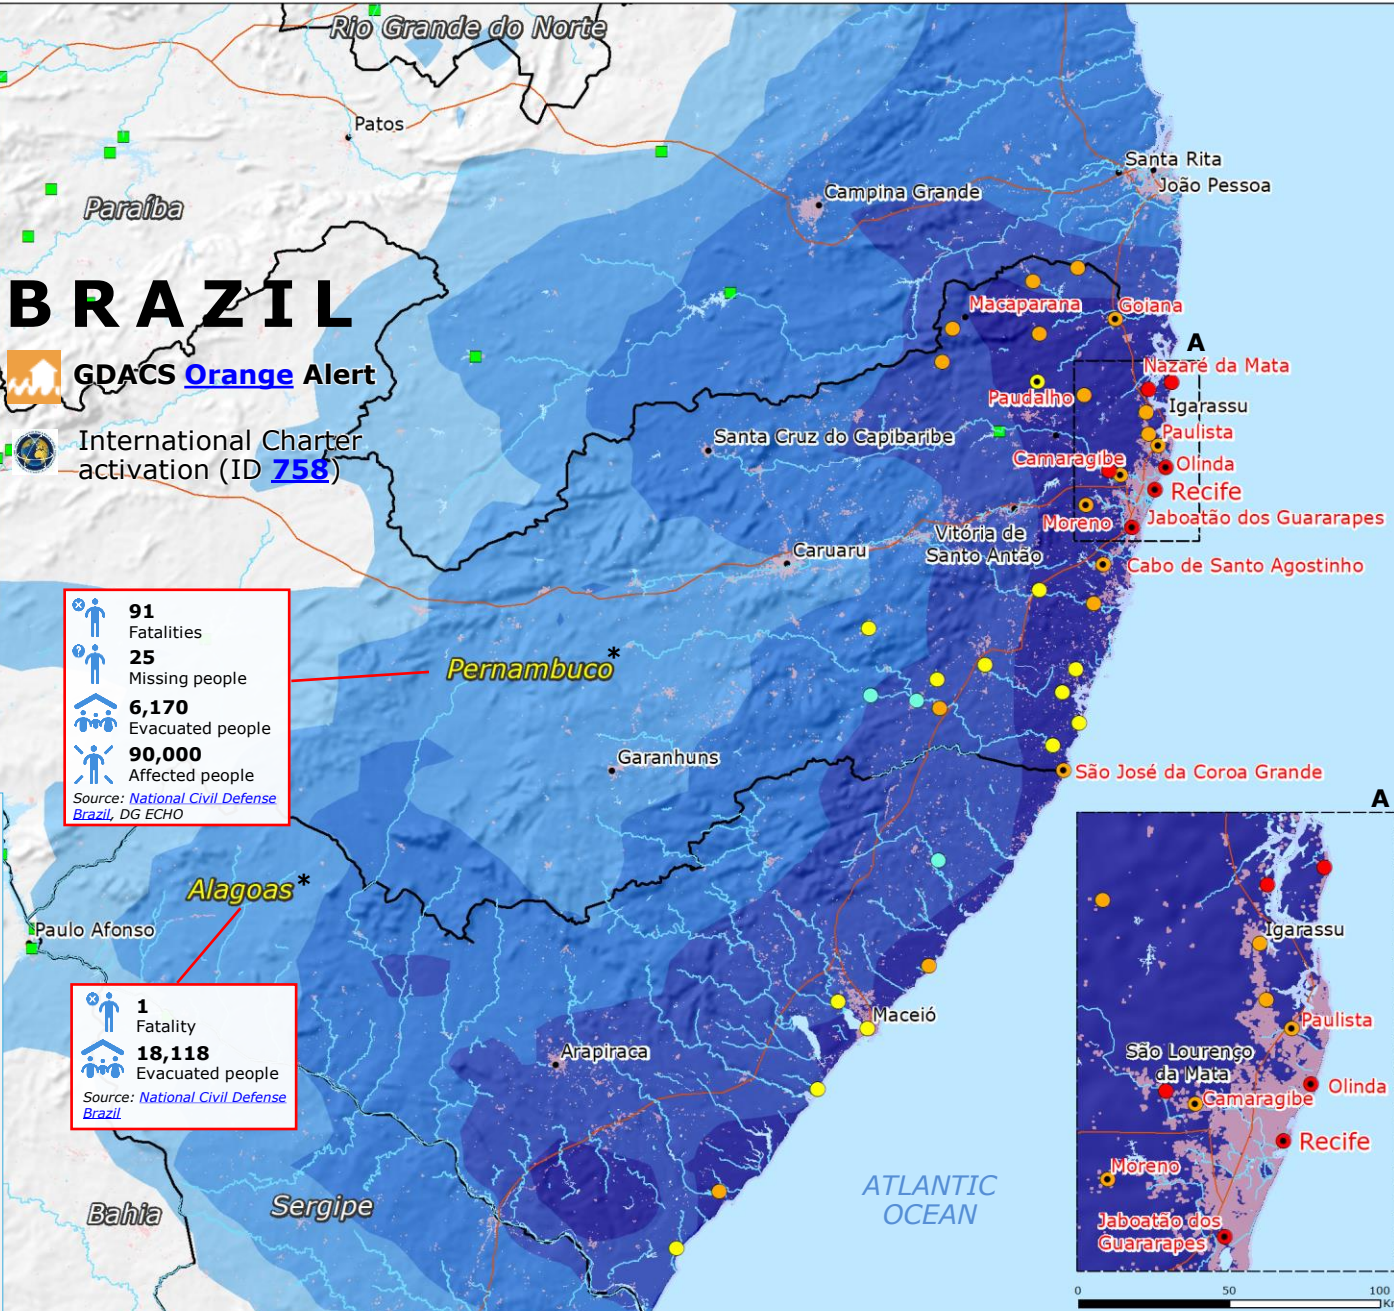 Rio Grande do Norte
Patos
Santa Rita
João Pessoa
Campina Grande
Paraíba
BRAZIL
Macaparana
Goiana
A
GDACS Orange Alert
Nazaré da Mata
Paudalho
Igarassu
International Charter
activation (ID 758)
Santa Cruz do Capibaribe
Paulista
Camaragibe
Olinda
Recife
Moreno
Jaboatão dos Guararapes
Vitória de
Santo Antão
Caruaru
Cabo de Santo Agostinho
91
Fatalities
25
Missing people
6,170
Evacuated people
90,000
Affected people
Source: National Civil Defense
Brazil, DG ECHO
Pernambuco*
Garanhuns
São José da Coroa Grande
Alagoas*
Paulo Afonso
1
Fatality
18,118
Evacuated people
Source: National Civil Defense
Brazil
Maceió
Arapiraca
Bahia
Sergipe
ATLANTIC
OCEAN
A
Igarassu
Paulista
São Lourenço
da Mata
Olinda
Camaragibe
Recife
Moreno
Jaboatão dos
Guararapes
0 50 100
Km